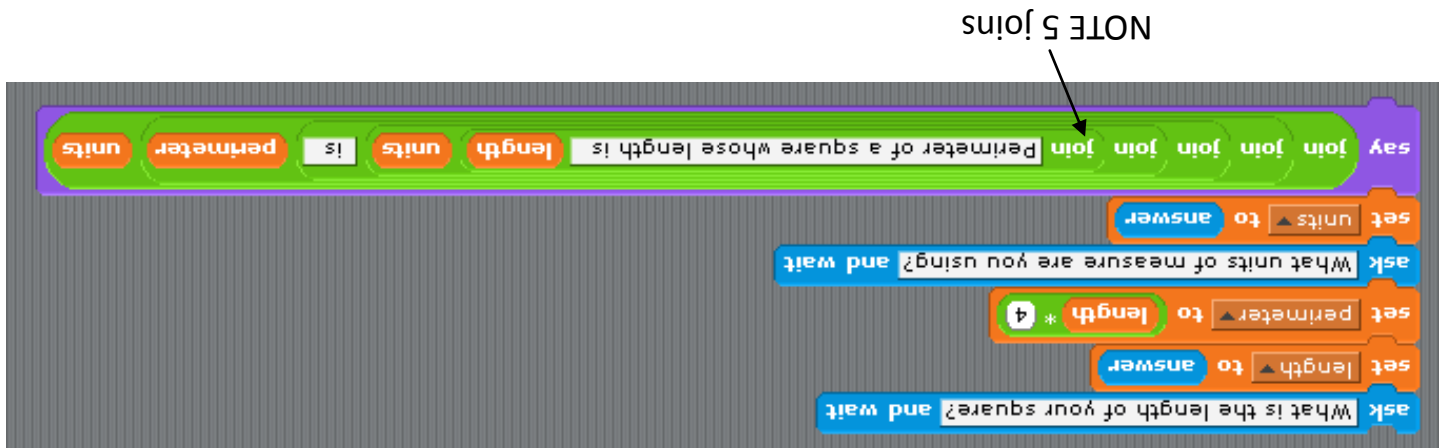 ask What is the length of your square? and wait
set length to answer
set perimeter to length * 4
ask What units of measure are you using? and wait
set units to answer
say join join join join join Perimeter of a square whose length is length units is perimeter units
NOTE 5 joins